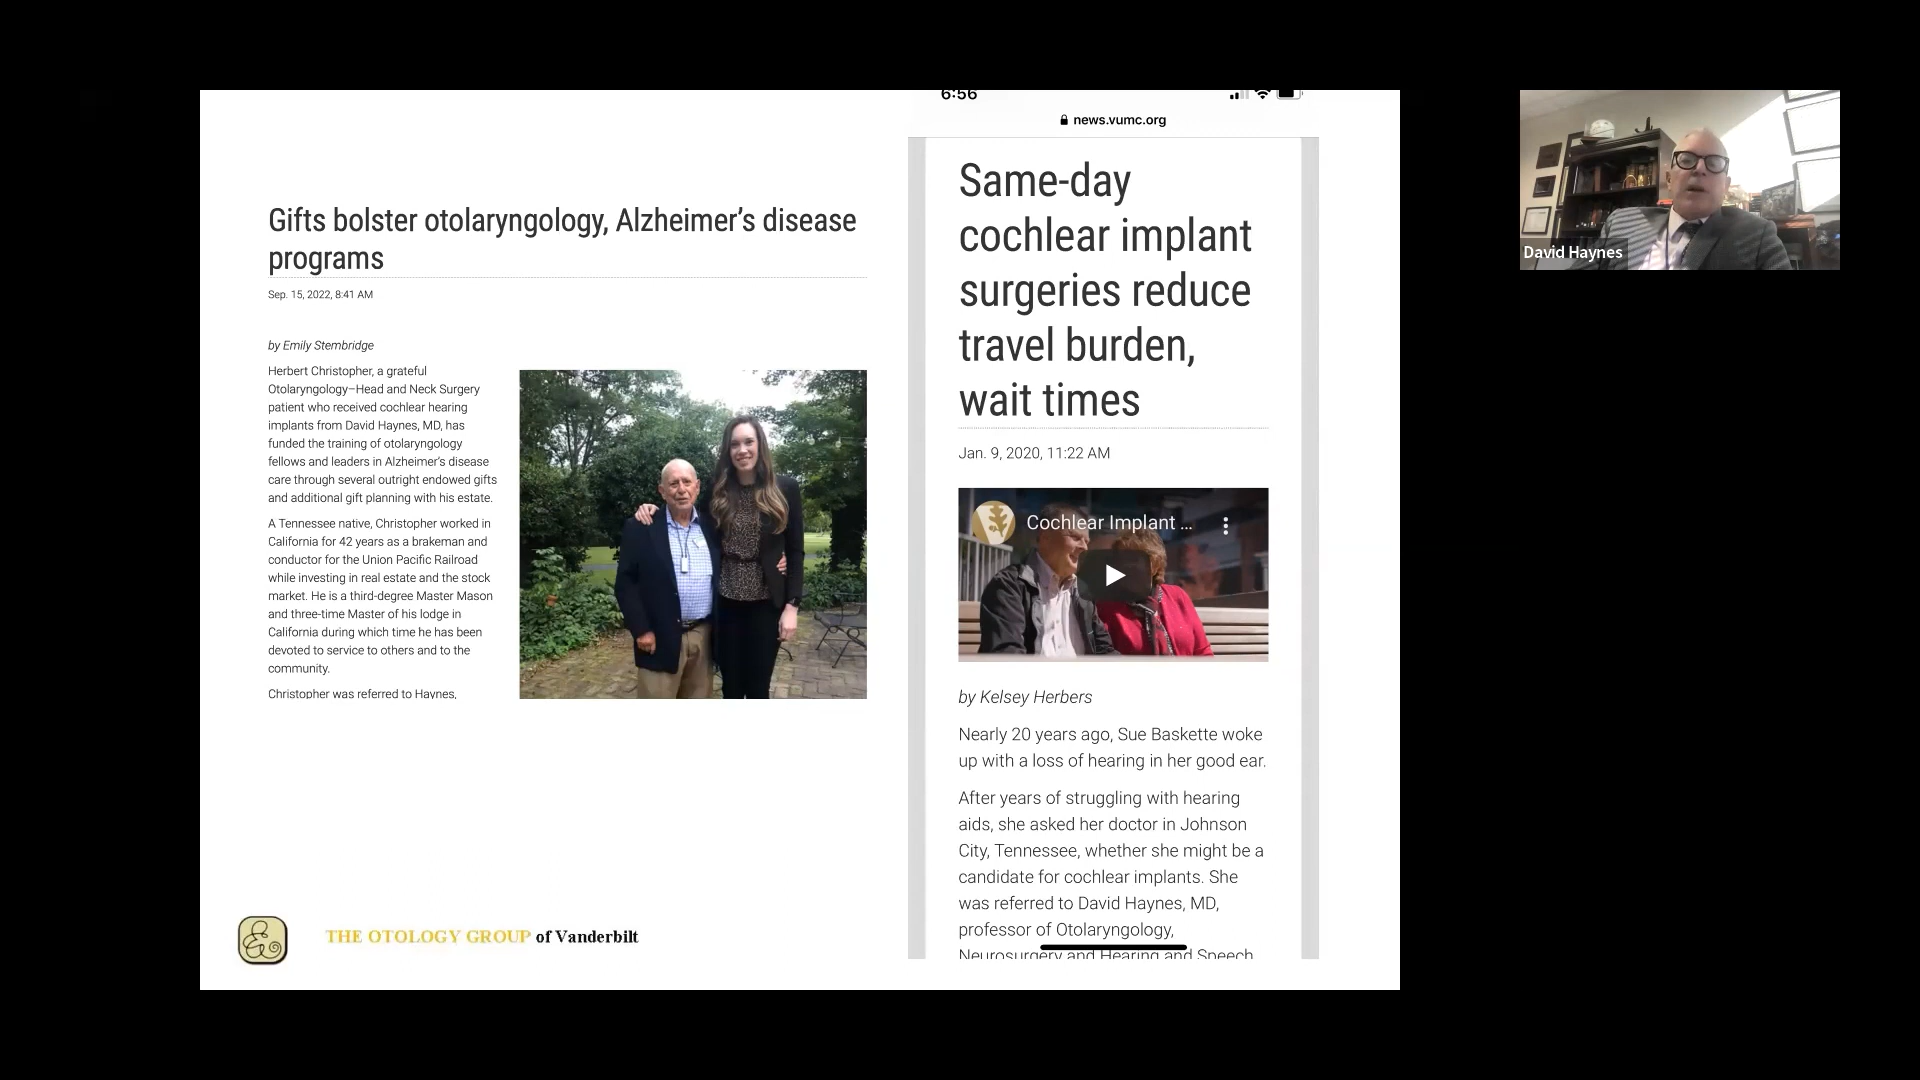 Gifts bolster otolaryngology, Alzheimer's disease
programs
Sep. 15, 2022, 8:41 AM
by Emily Stembridge
Herbert Christopher, a grateful
Otolaryngology–Head and Neck Surgery
patient who received cochlear hearing
implants from David Haynes, MD, has
funded the training of otolaryngology
fellows and leaders in Alzheimer's disease
care through several outright endowed gifts
and additional gift planning with his estate.
A Tennessee native, Christopher worked in
California for 42 years as a brakeman and
conductor for the Union Pacific Railroad
while investing in real estate and the stock
market. He is a third-degree Master Mason
and three-time Master of his lodge in
California during which time he has been
devoted to service to others and to the
community.
Christopher was referred to Haynes,
THE OTOLOGY GROUP of Vanderbilt
6:56
news.vumc.org
Same-day
cochlear implant
surgeries reduce
travel burden,
wait times
Jan. 9, 2020, 11:22 AM
Cochlear Implant ...
by Kelsey Herbers
Nearly 20 years ago, Sue Baskette woke
up with a loss of hearing in her good ear.
After years of struggling with hearing
aids, she asked her doctor in Johnson
City, Tennessee, whether she might be a
candidate for cochlear implants. She
was referred to David Haynes, MD,
professor of Otolaryngology,
Neurosurgery and Hearing and Speech
David Haynes